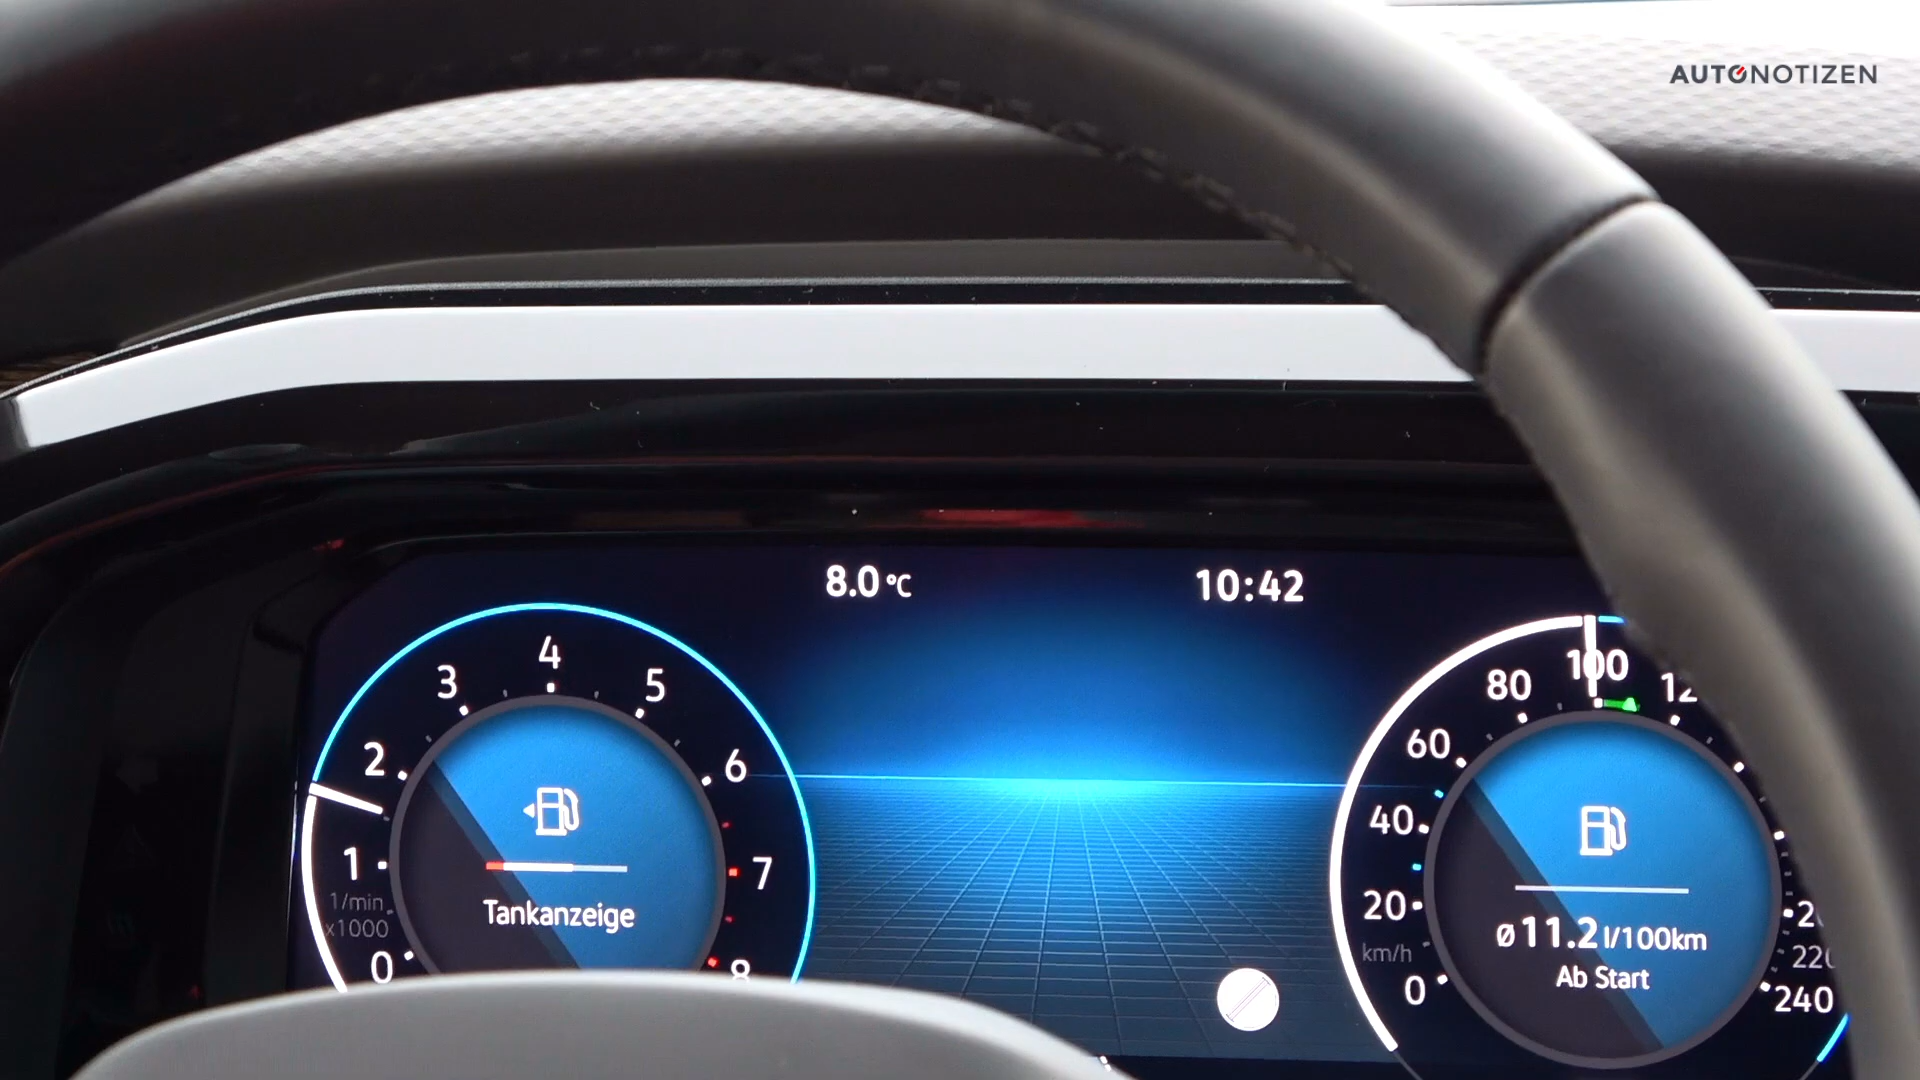 AUTONOTIZEN
8.0 °C
10:42
0
1
2
3
4
5
6
7
8
1/min
x1000
Tankanzeige
0
20
40
60
80
100
220
240
km/h
ø11.2 l/100km
Ab Start